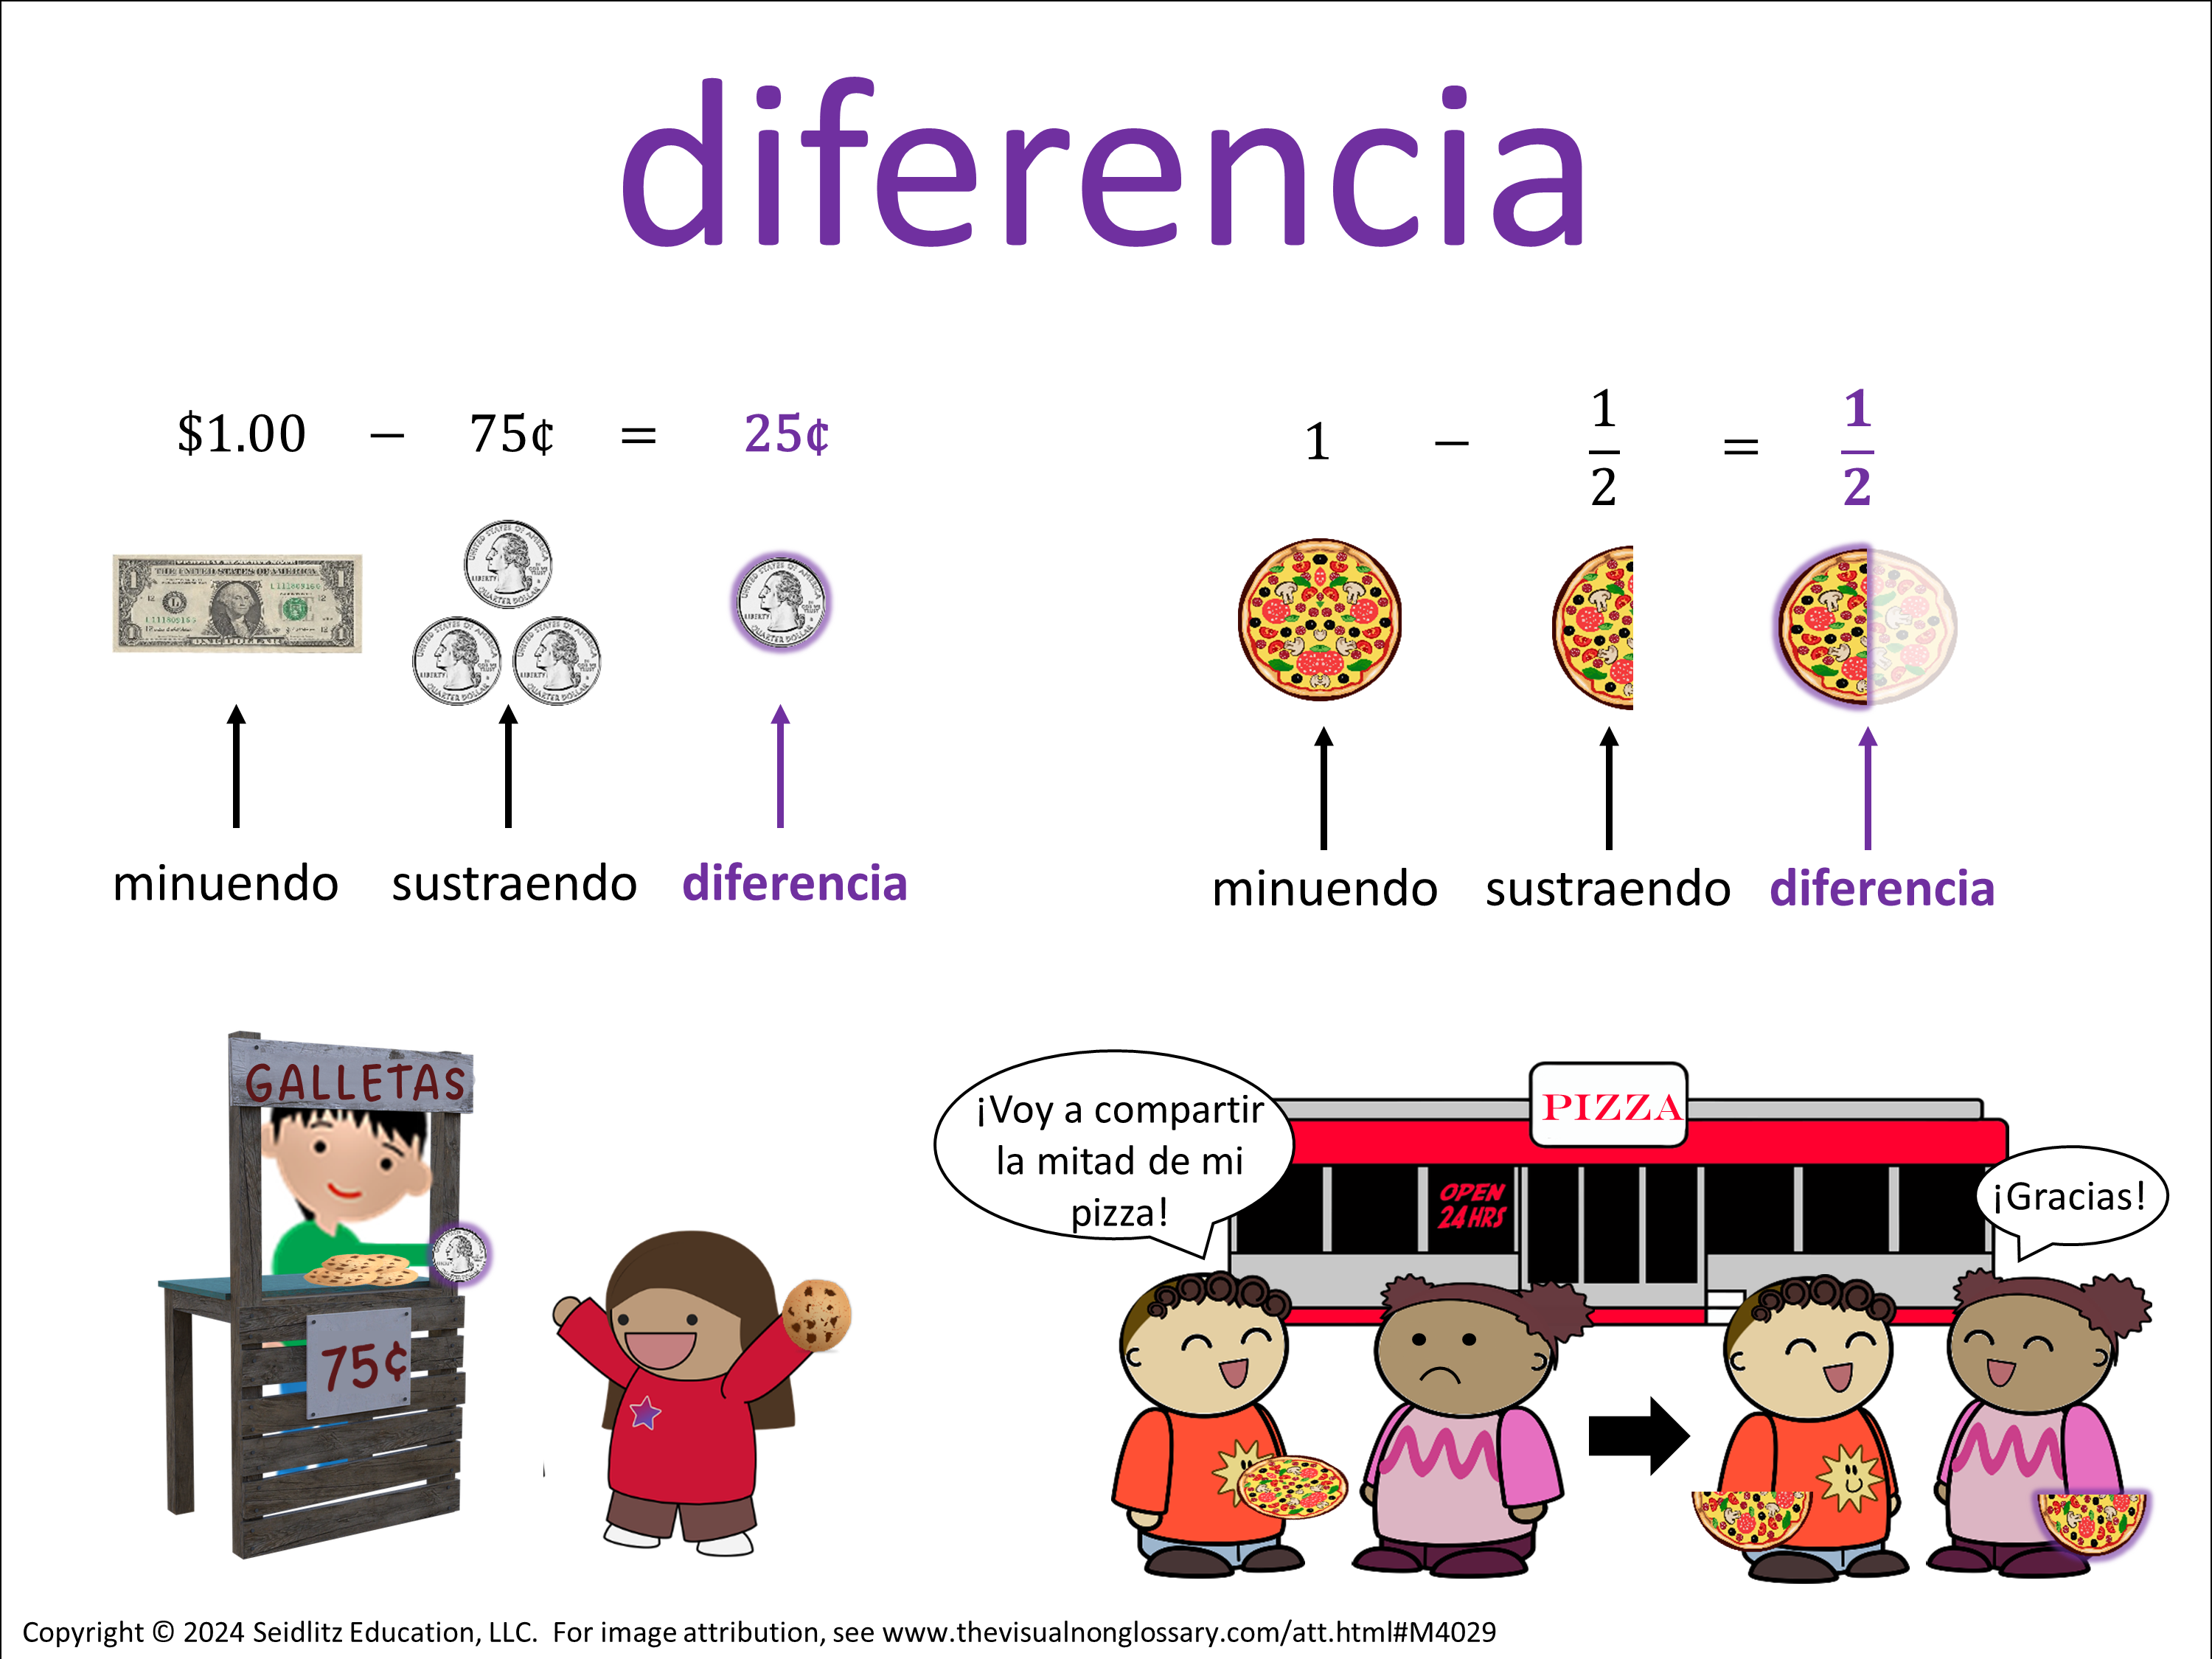 diferencia
$1.00 − 75¢ = 25¢
1 − 1/2 = 1/2
minuendo sustraendo diferencia
minuendo sustraendo diferencia
GALLETAS
75¢
¡Voy a compartir
la mitad de mi
pizza!
PIZZA
OPEN
24 HRS
¡Gracias!
Copyright © 2024 Seidlitz Education, LLC. For image attribution, see www.thevisualnonglossary.com/att.html#M4029